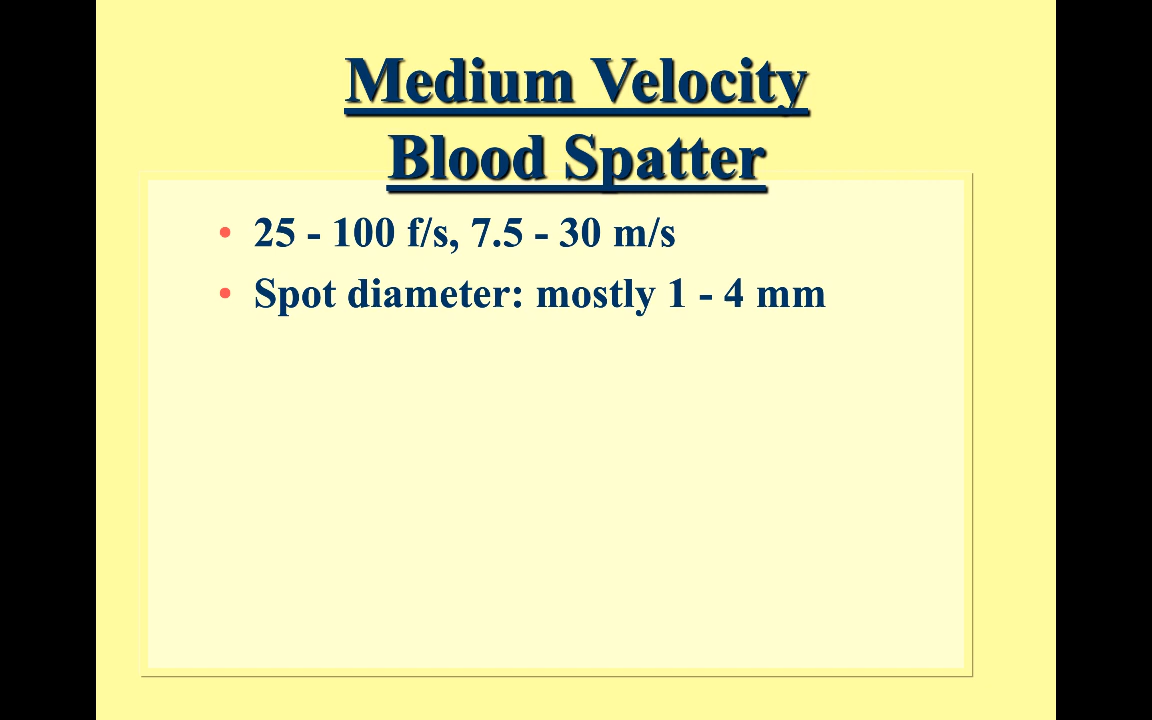 Medium Velocity
Blood Spatter
• 25 - 100 f/s, 7.5 - 30 m/s
• Spot diameter: mostly 1 - 4 mm